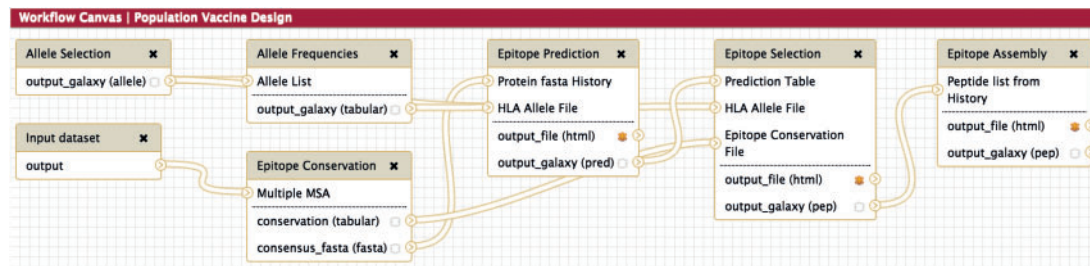 Workflow Canvas | Population Vaccine Design
Allele Selection
output_galaxy (allele)
Input dataset
output
Allele Frequencies
Allele List
output_galaxy (tabular)
Epitope Conservation
Multiple MSA
conservation (tabular)
consensus_fasta (fasta)
Epitope Prediction
Protein fasta History
HLA Allele File
output_file (html)
output_galaxy (pred)
Epitope Selection
Prediction Table
HLA Allele File
Epitope Conservation
File
output_file (html)
output_galaxy (pep)
Epitope Assembly
Peptide list from
History
output_file (html)
output_galaxy (pep)